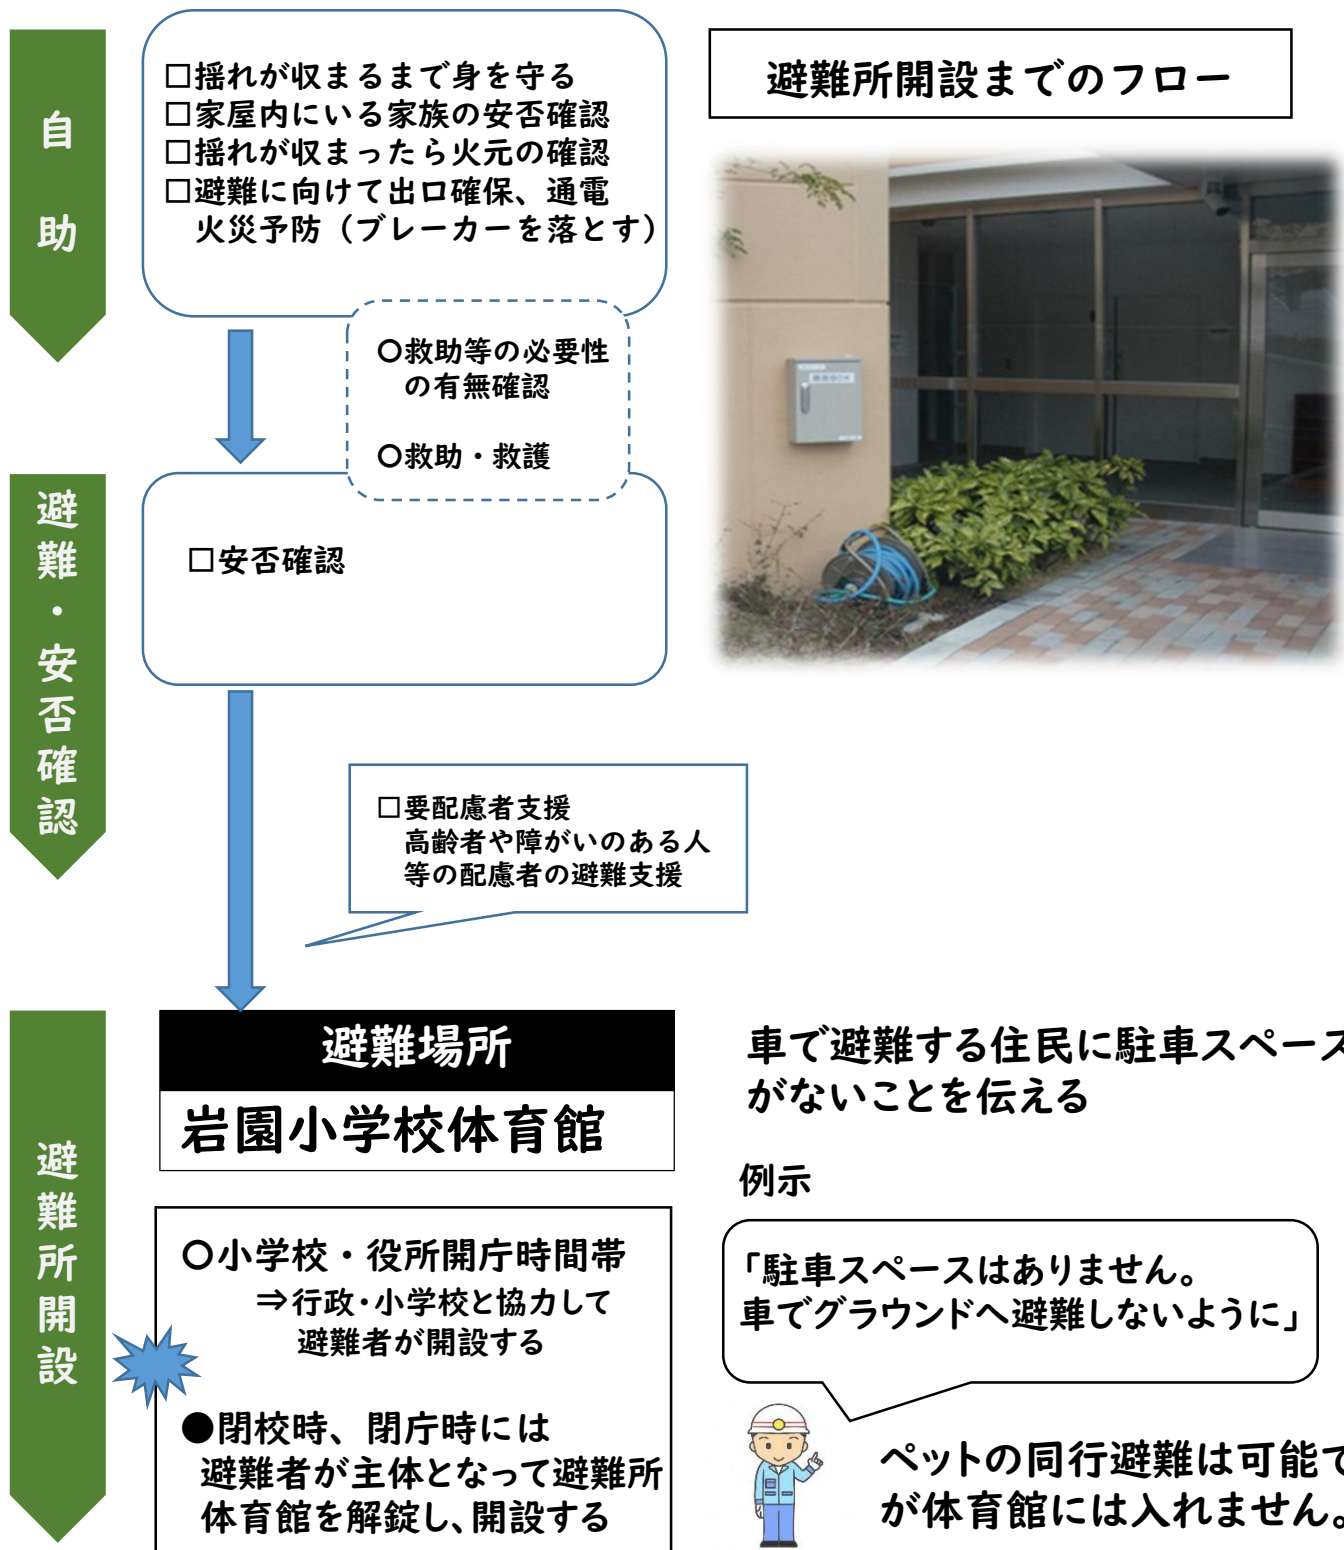 避難所開設までのフロー
自助
□揺れが収まるまで身を守る
□家屋内にいる家族の安否確認
□揺れが収まったら火元の確認
□避難に向けて出口確保、通電
火災予防（ブレーカーを落とす）
○救助等の必要性
の有無確認
○救助・救護
避難・安否確認
□安否確認
□要配慮者支援
高齢者や障がいのある人
等の配慮者の避難支援
避難所開設
避難場所
岩園小学校体育館
○小学校・役所開庁時間帯
⇒行政・小学校と協力して
避難者が開設する
●閉校時、閉庁時には
避難者が主体となって避難所
体育館を解錠し、開設する
車で避難する住民に駐車スペース
がないことを伝える
例示
「駐車スペースはありません。
車でグラウンドへ避難しないように」
ペットの同行避難は可能で
が体育館には入れません。